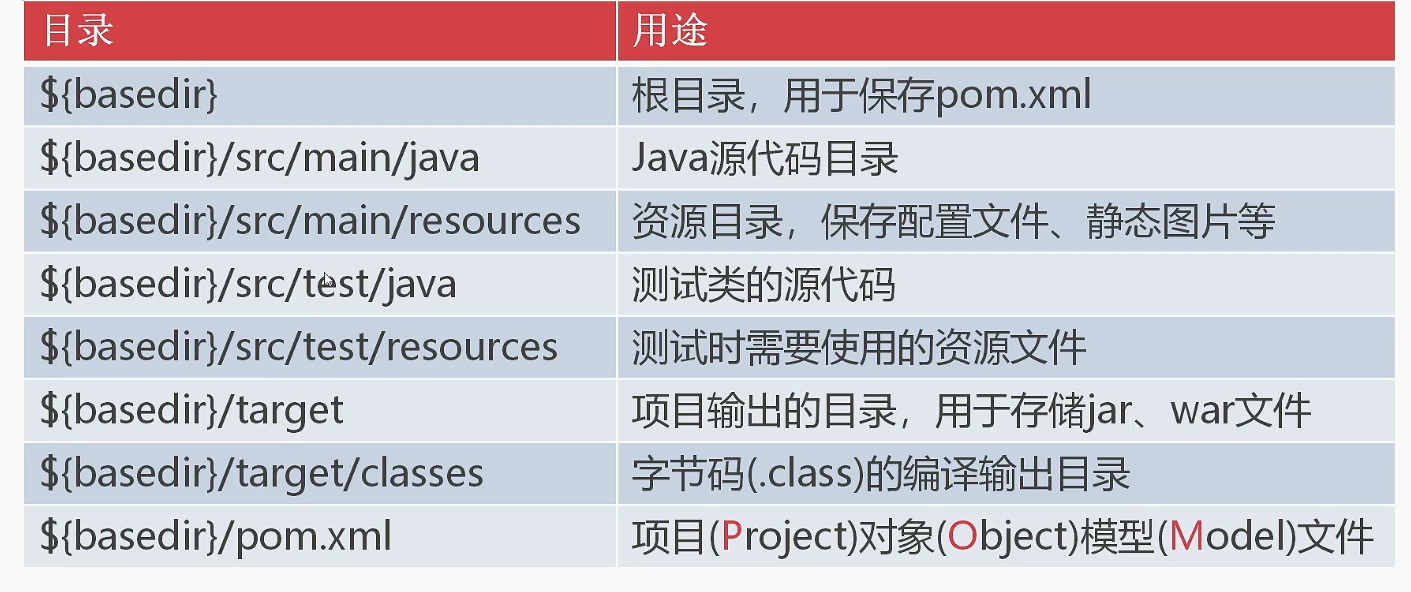 目录 用途
${basedir} 根目录，用于保存pom.xml
${basedir}/src/main/java Java源代码目录
${basedir}/src/main/resources 资源目录，保存配置文件、静态图片等
${basedir}/src/test/java 测试类的源代码
${basedir}/src/test/resources 测试时需要使用的资源文件
${basedir}/target 项目输出的目录，用于存储jar、war文件
${basedir}/target/classes 字节码(.class)的编译输出目录
${basedir}/pom.xml 项目(Project)对象(Object)模型(Model)文件